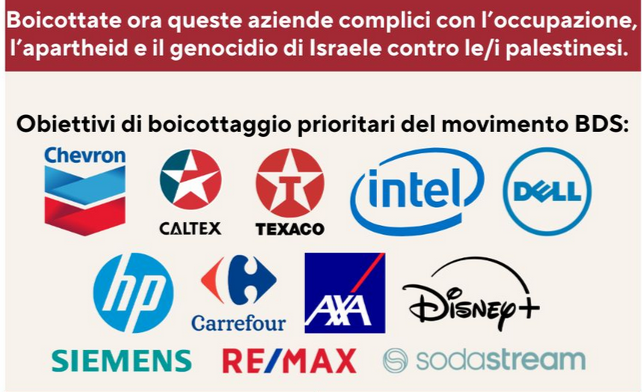 Boicottate ora queste aziende complici con l’occupazione,
l’apartheid e il genocidio di Israele contro le/i palestinesi.
Obiettivi di boicottaggio prioritari del movimento BDS:
Chevron
CALTEX
TEXACO
intel
DELL
hp
Carrefour
AXA
Disney+
SIEMENS
RE/MAX
sodastream